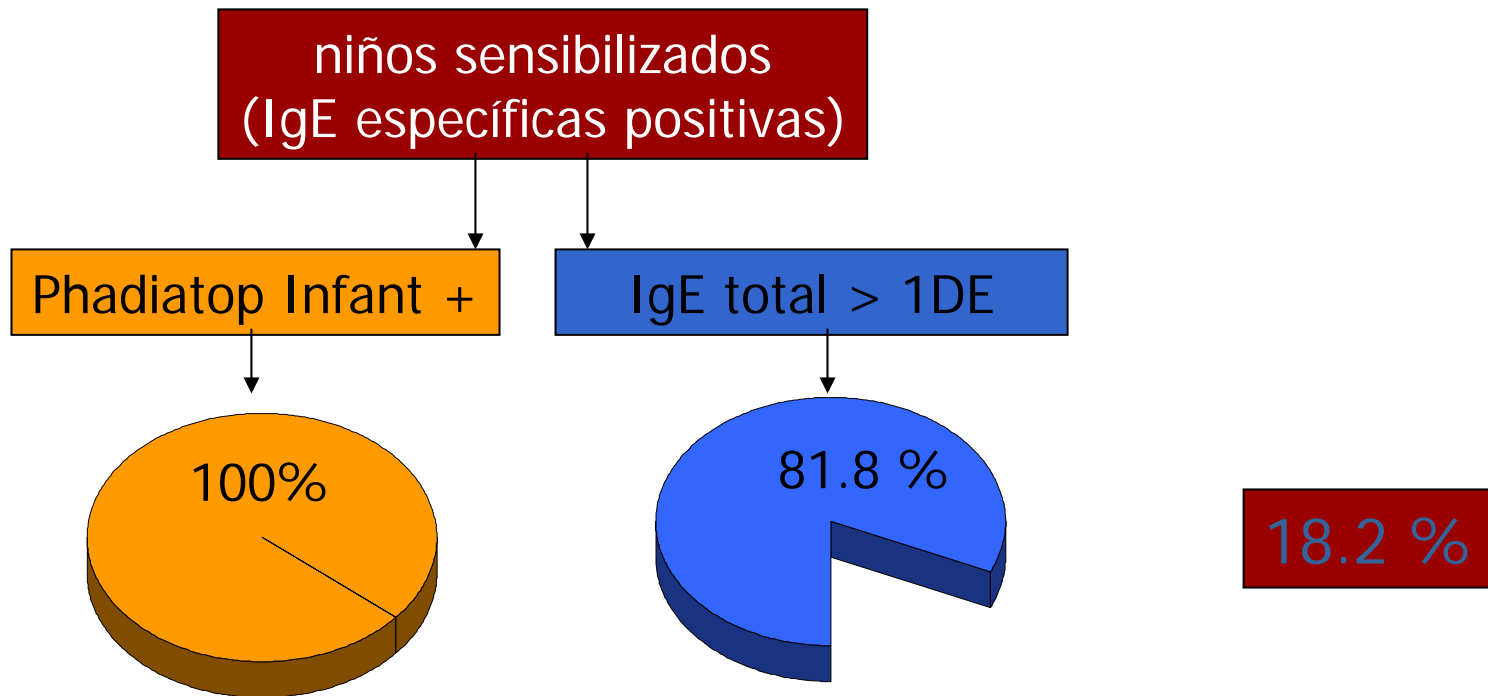 niños sensibilizados
(IgE específicas positivas)
Phadiatop Infant +
IgE total > 1DE
100%
81.8 %
18.2 %